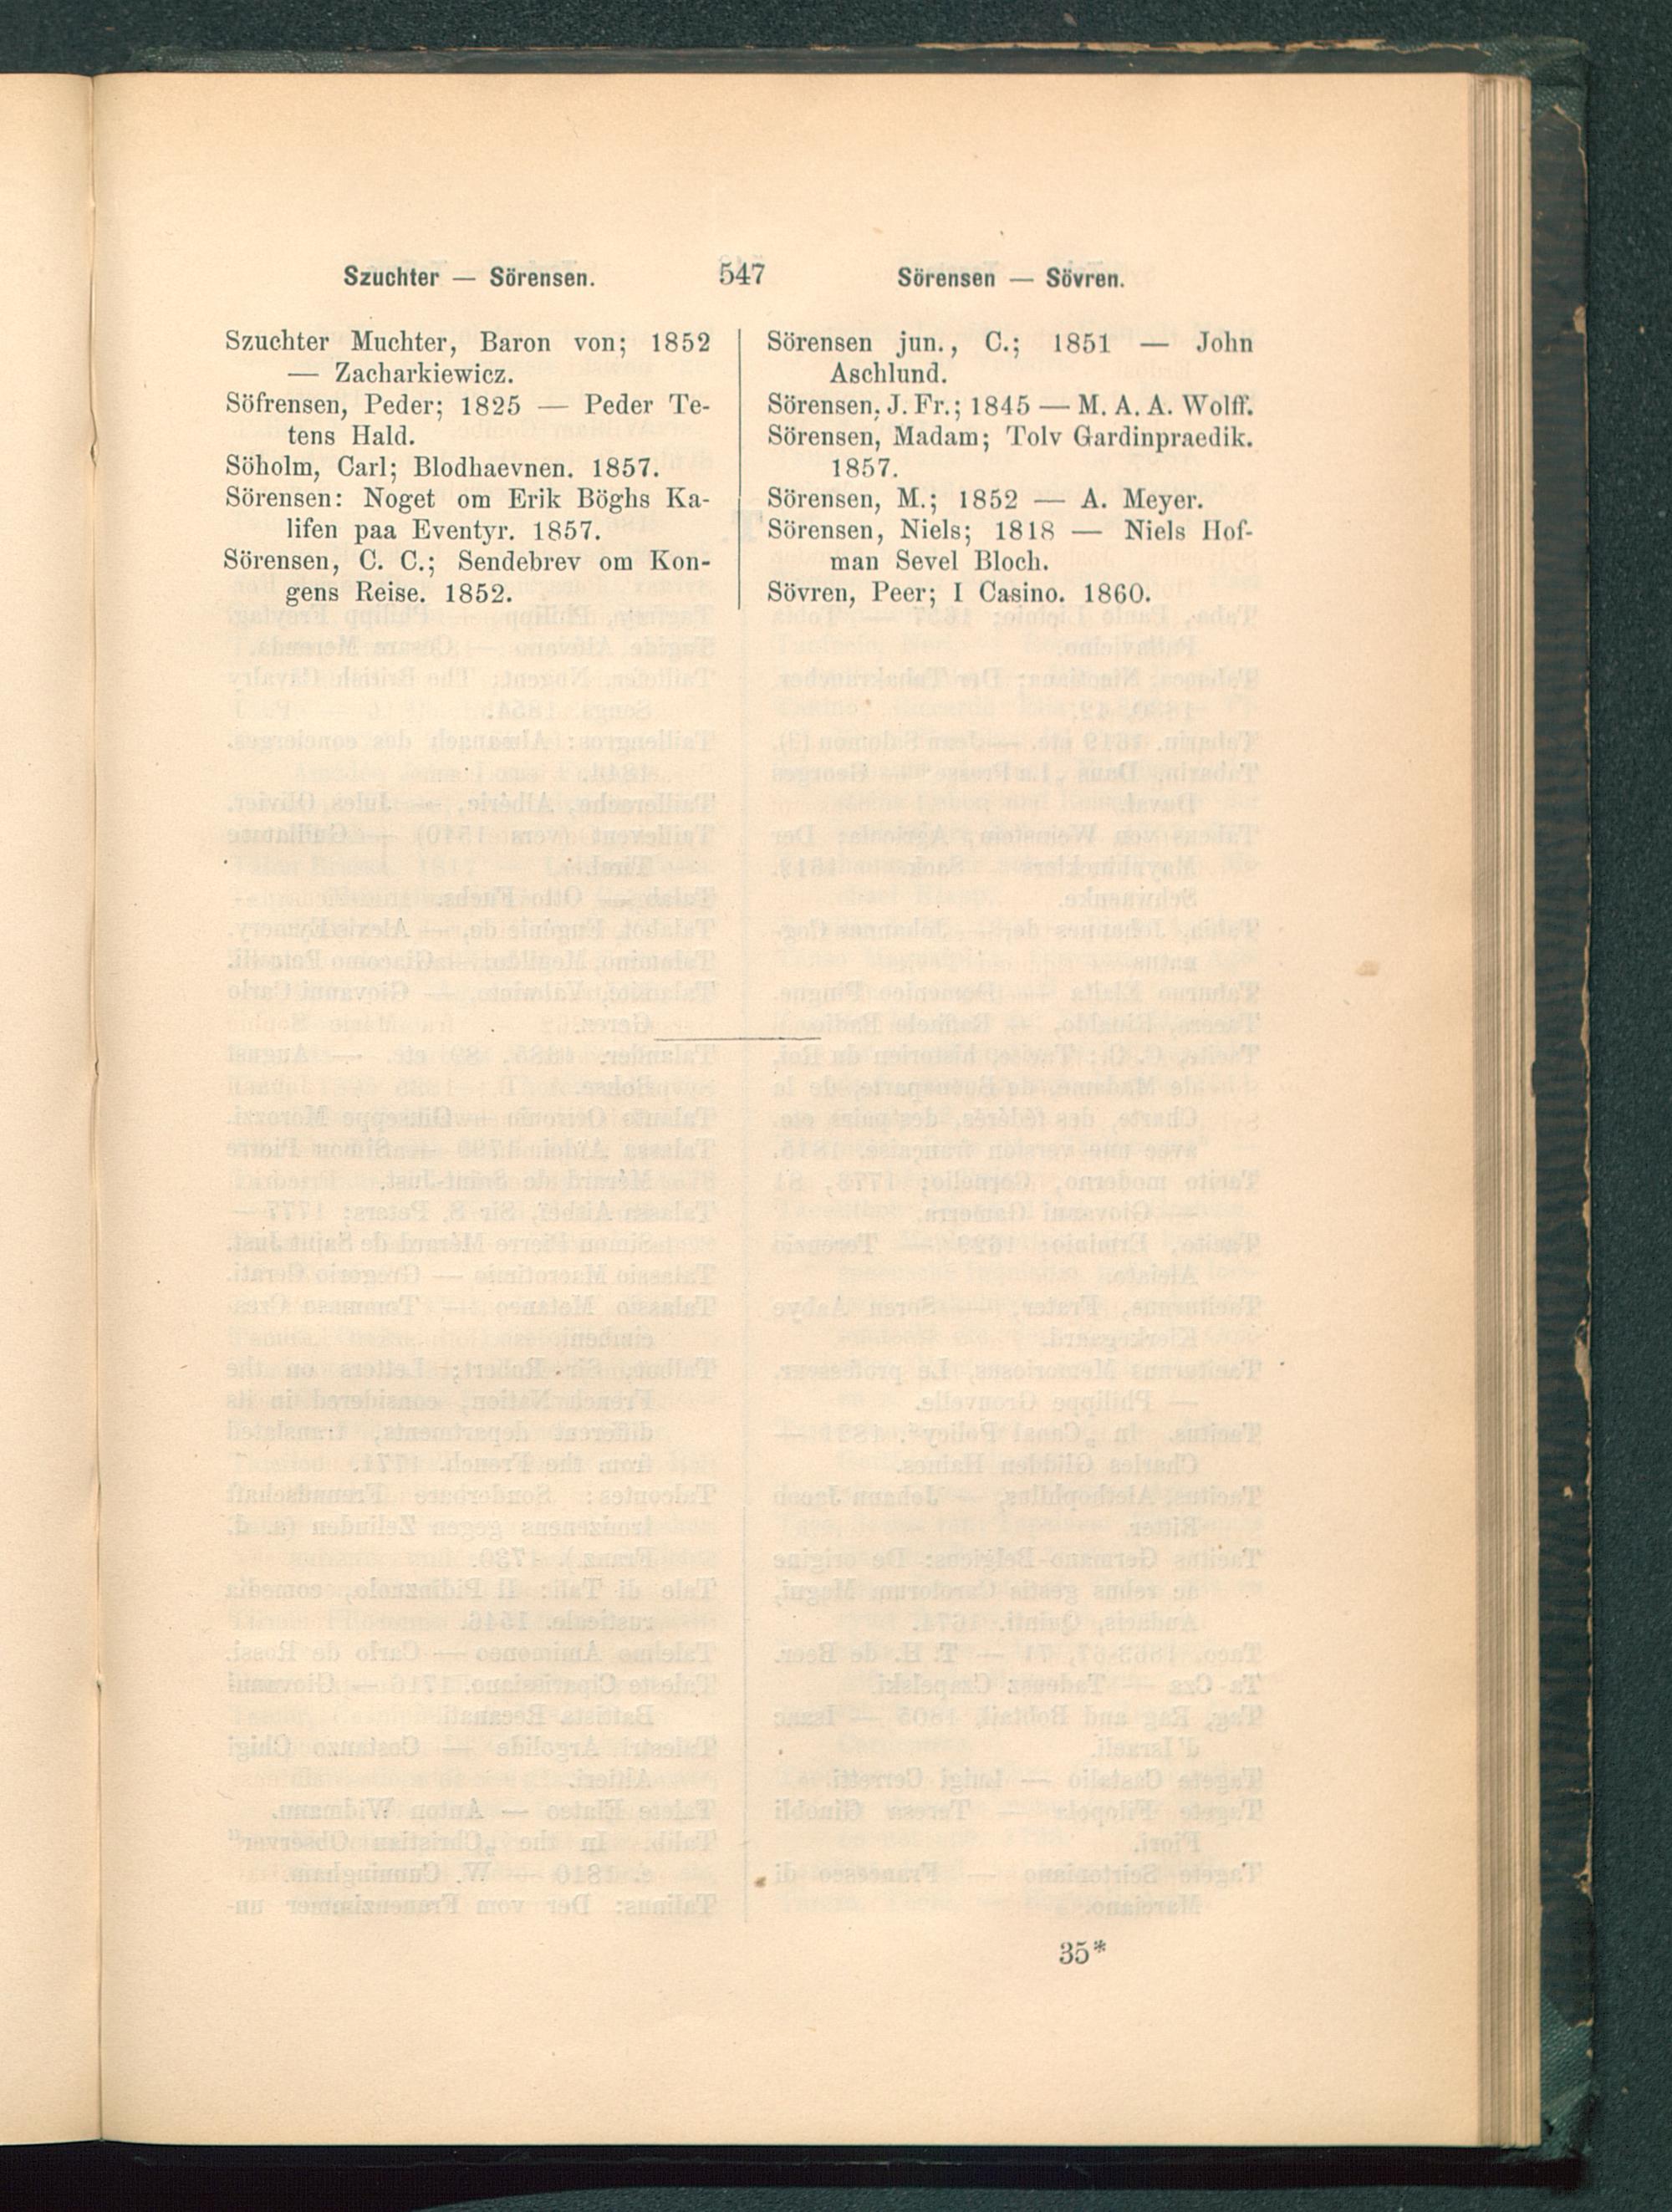 Szuchter — Sörensen.
547
Sörensen — Sövren.
Szuchter Muchter, Baron von; 1852
— Zacharkiewicz.
Söfrensen, Peder; 1825 — Peder Te-
tens Hald.
Söholm, Carl; Blodhaevnen. 1857.
Sörensen: Noget om Erik Böghs Ka-
lifen paa Eventyr. 1857.
Sörensen, C. C.; Sendebrev om Kon-
gens Reise. 1852.
Sörensen jun., C.; 1851 — John
Aschlund.
Sörensen, J. Fr.; 1845 — M. A. A. Wolff.
Sörensen, Madam; Tolv Gardinpraedik.
1857.
Sörensen, M.; 1852 — A. Meyer.
Sörensen, Niels; 1818 — Niels Hof-
man Sevel Bloch.
Sövren, Peer; I Casino. 1860.
35*